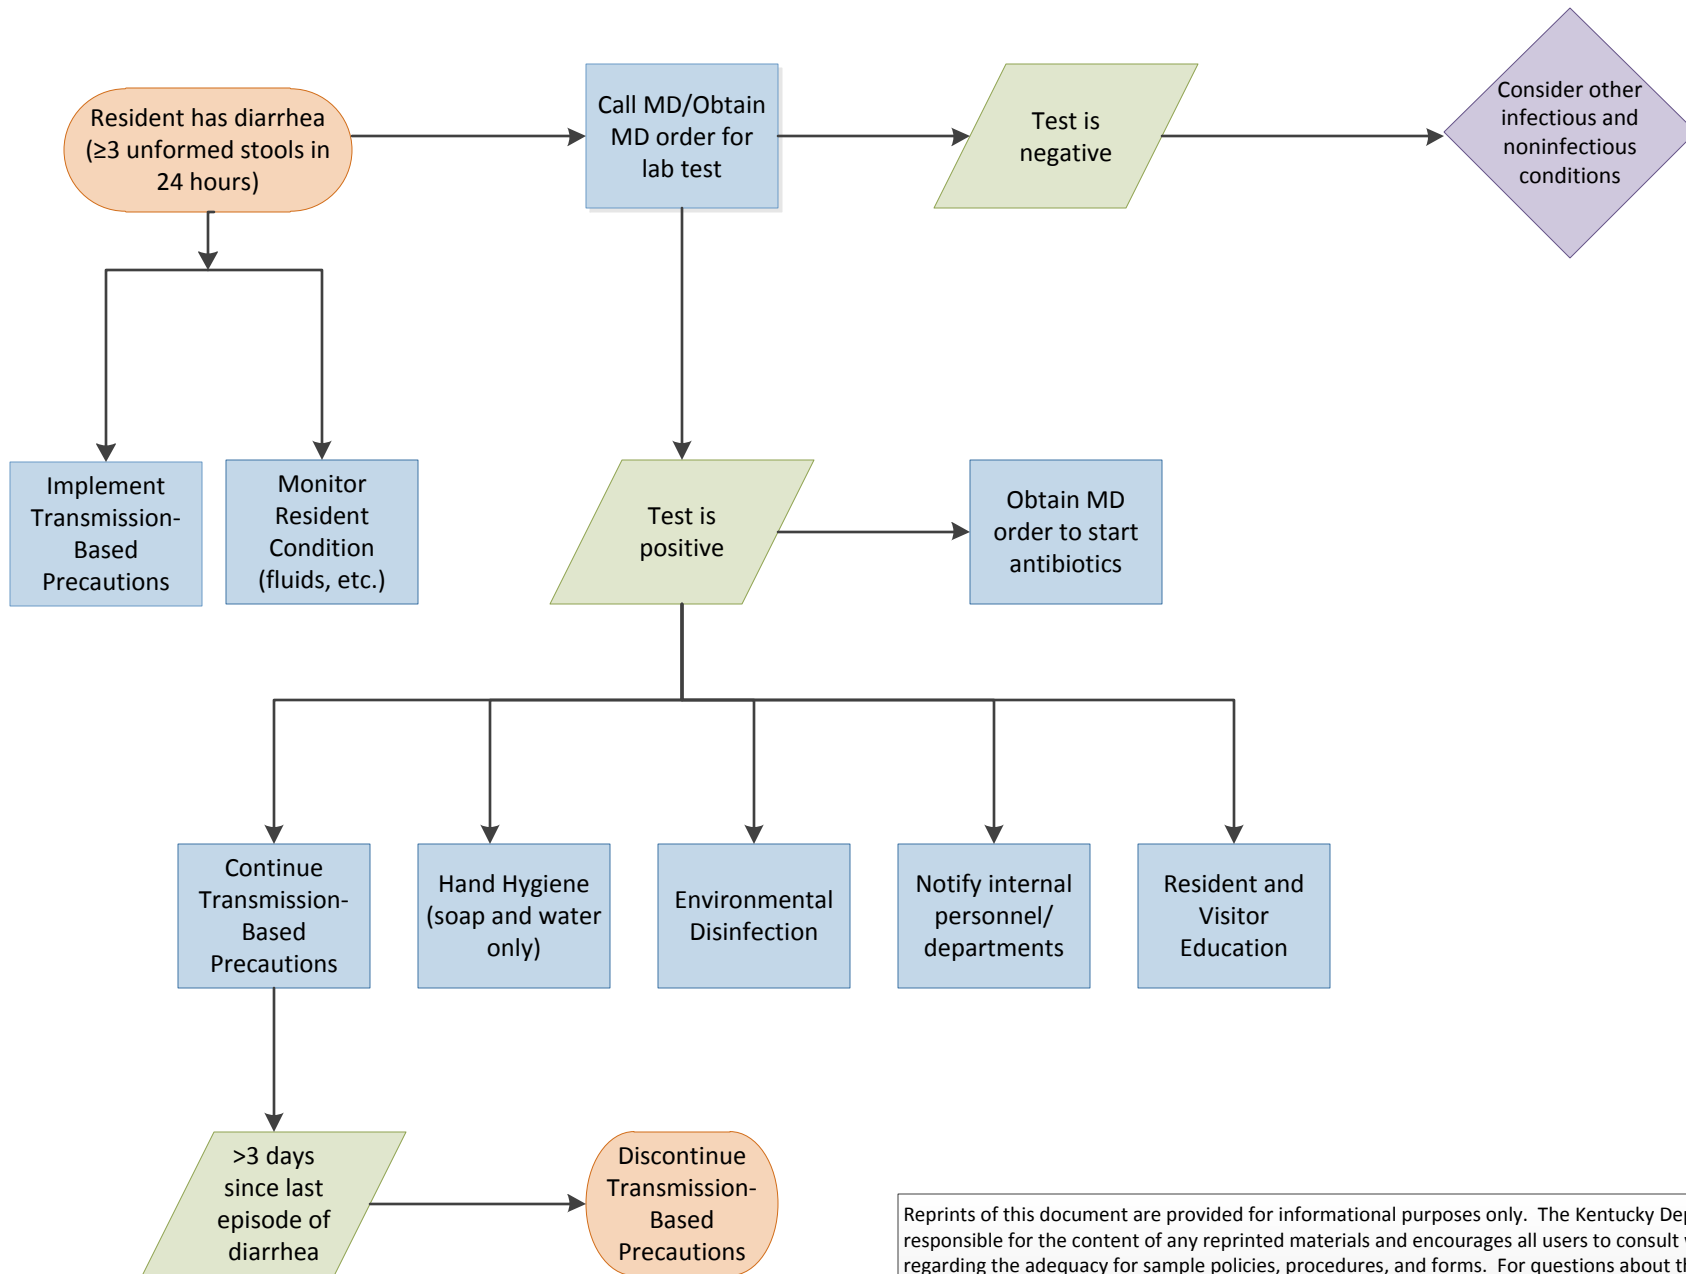 Resident has diarrhea
(≥3 unformed stools in
24 hours)
Call MD/Obtain
MD order for
lab test
Test is
negative
Consider other
infectious and
noninfectious
conditions
Implement
Transmission-
Based
Precautions
Monitor
Resident
Condition
(fluids, etc.)
Test is
positive
Obtain MD
order to start
antibiotics
Continue
Transmission-
Based
Precautions
Hand Hygiene
(soap and water
only)
Environmental
Disinfection
Notify internal
personnel/
departments
Resident and
Visitor
Education
>3 days
since last
episode of
diarrhea
Discontinue
Transmission-
Based
Precautions
Reprints of this document are provided for informational purposes only.  The Kentucky
responsible for the content of any reprinted materials and encourages all users to consult
regarding the adequacy for sample policies, procedures, and forms.  For questions about